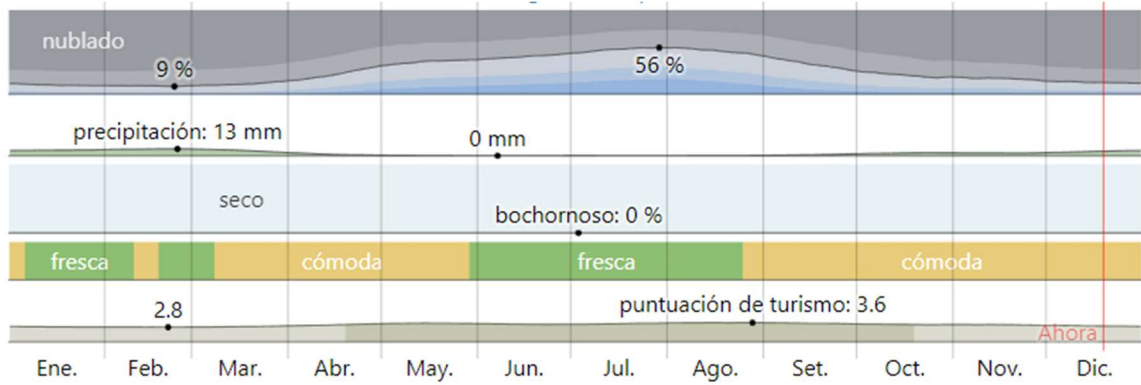 nublado
9 %
56 %
precipitación: 13 mm
0 mm
seco
bochornoso: 0 %
fresca cómoda fresca cómoda
2.8
puntuación de turismo: 3.6
Ahora
Ene. Feb. Mar. Abr. May. Jun. Jul. Ago. Set. Oct. Nov. Dic.